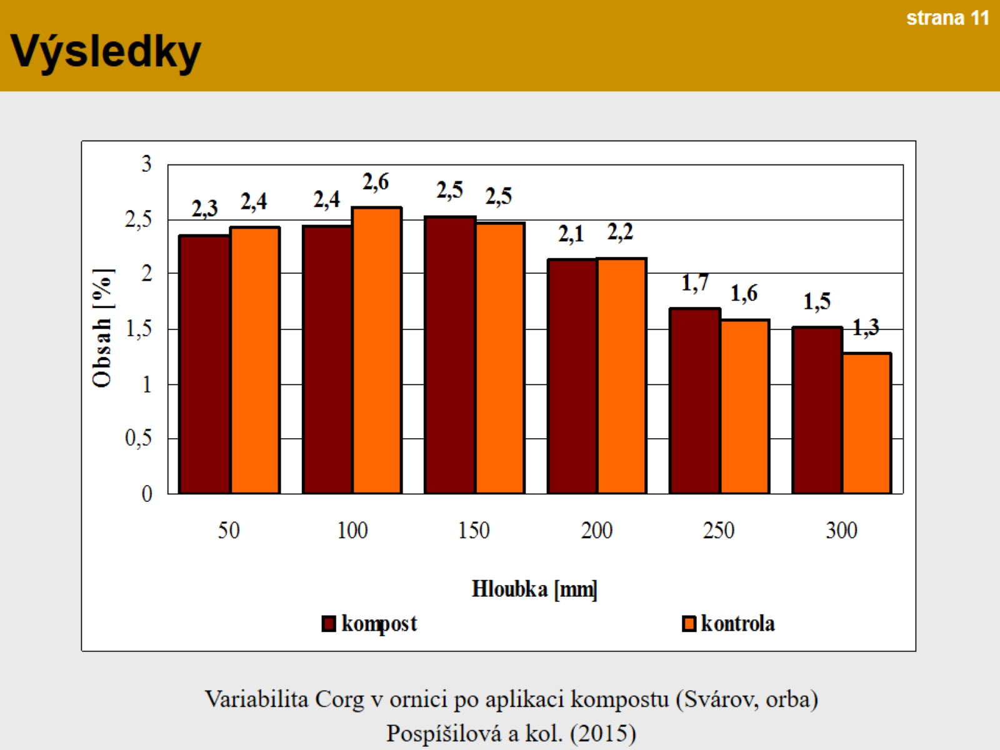 strana 11
Výsledky
3
2,5
2
1,5
1
0,5
0
Obsah [%]
2,3 2,4 2,4 2,6 2,5 2,5 2,1 2,2 1,7 1,6 1,5 1,3
50 100 150 200 250 300
Hloubka [mm]
kompost kontrola
Variabilita Corg v ornici po aplikaci kompostu (Svárov, orba)
Pospíšilová a kol. (2015)